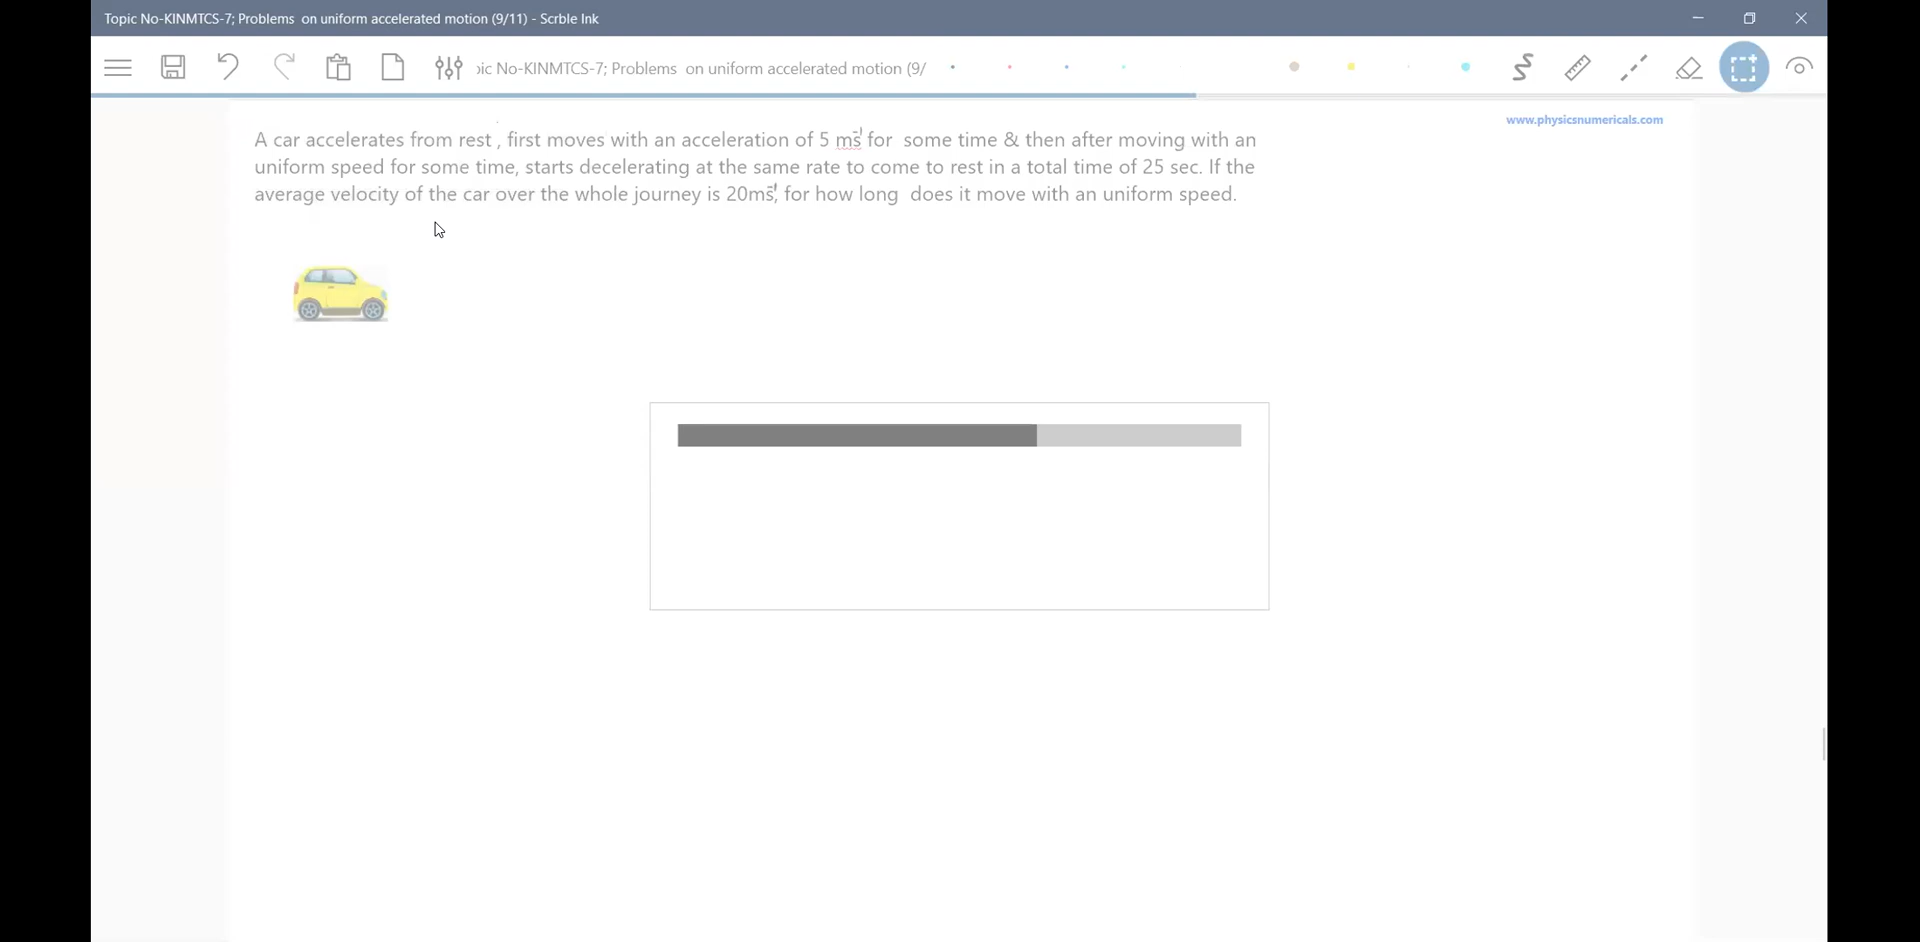 Topic No-KINMTCS-7; Problems on uniform accelerated motion (9/11) - Scrble Ink
ic No-KINMTCS-7; Problems on uniform accelerated motion (9/
www.physicsnumericals.com
A car accelerates from rest , first moves with an acceleration of 5 ms⁻¹ for some time & then after moving with an
uniform speed for some time, starts decelerating at the same rate to come to rest in a total time of 25 sec. If the
average velocity of the car over the whole journey is 20ms⁻¹, for how long does it move with an uniform speed.